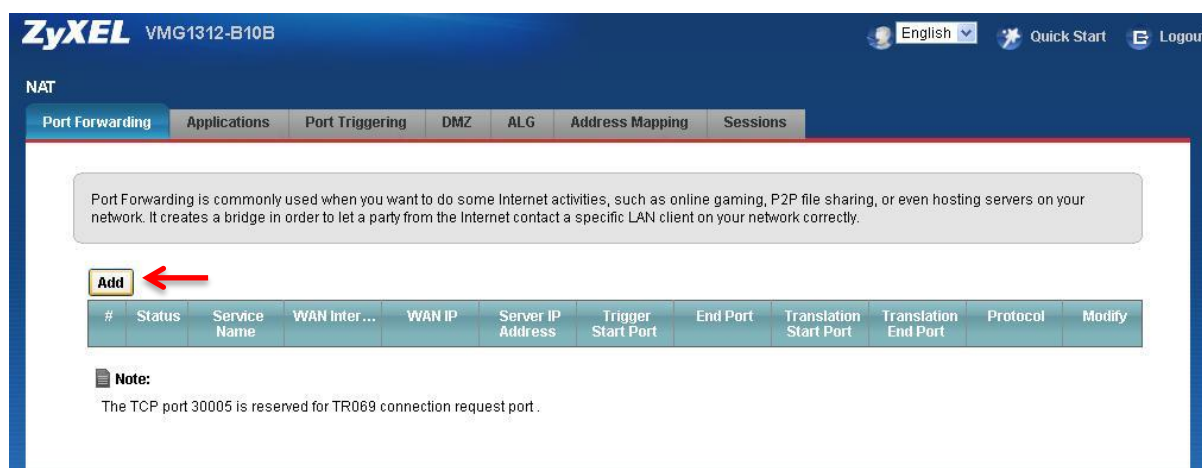 ZyXEL VMG1312-B10B English Quick Start Logou
NAT
Port Forwarding Applications Port Triggering DMZ ALG Address Mapping Sessions
Port Forwarding is commonly used when you want to do some Internet activities, such as online gaming, P2P file sharing, or even hosting servers on your
network. It creates a bridge in order to let a party from the Internet contact a specific LAN client on your network correctly.
Add
# Status Service Name WAN Inter... WAN IP Server IP Address Trigger Start Port End Port Translation Start Port Translation End Port Protocol Modify
Note:
The TCP port 30005 is reserved for TR069 connection request port .